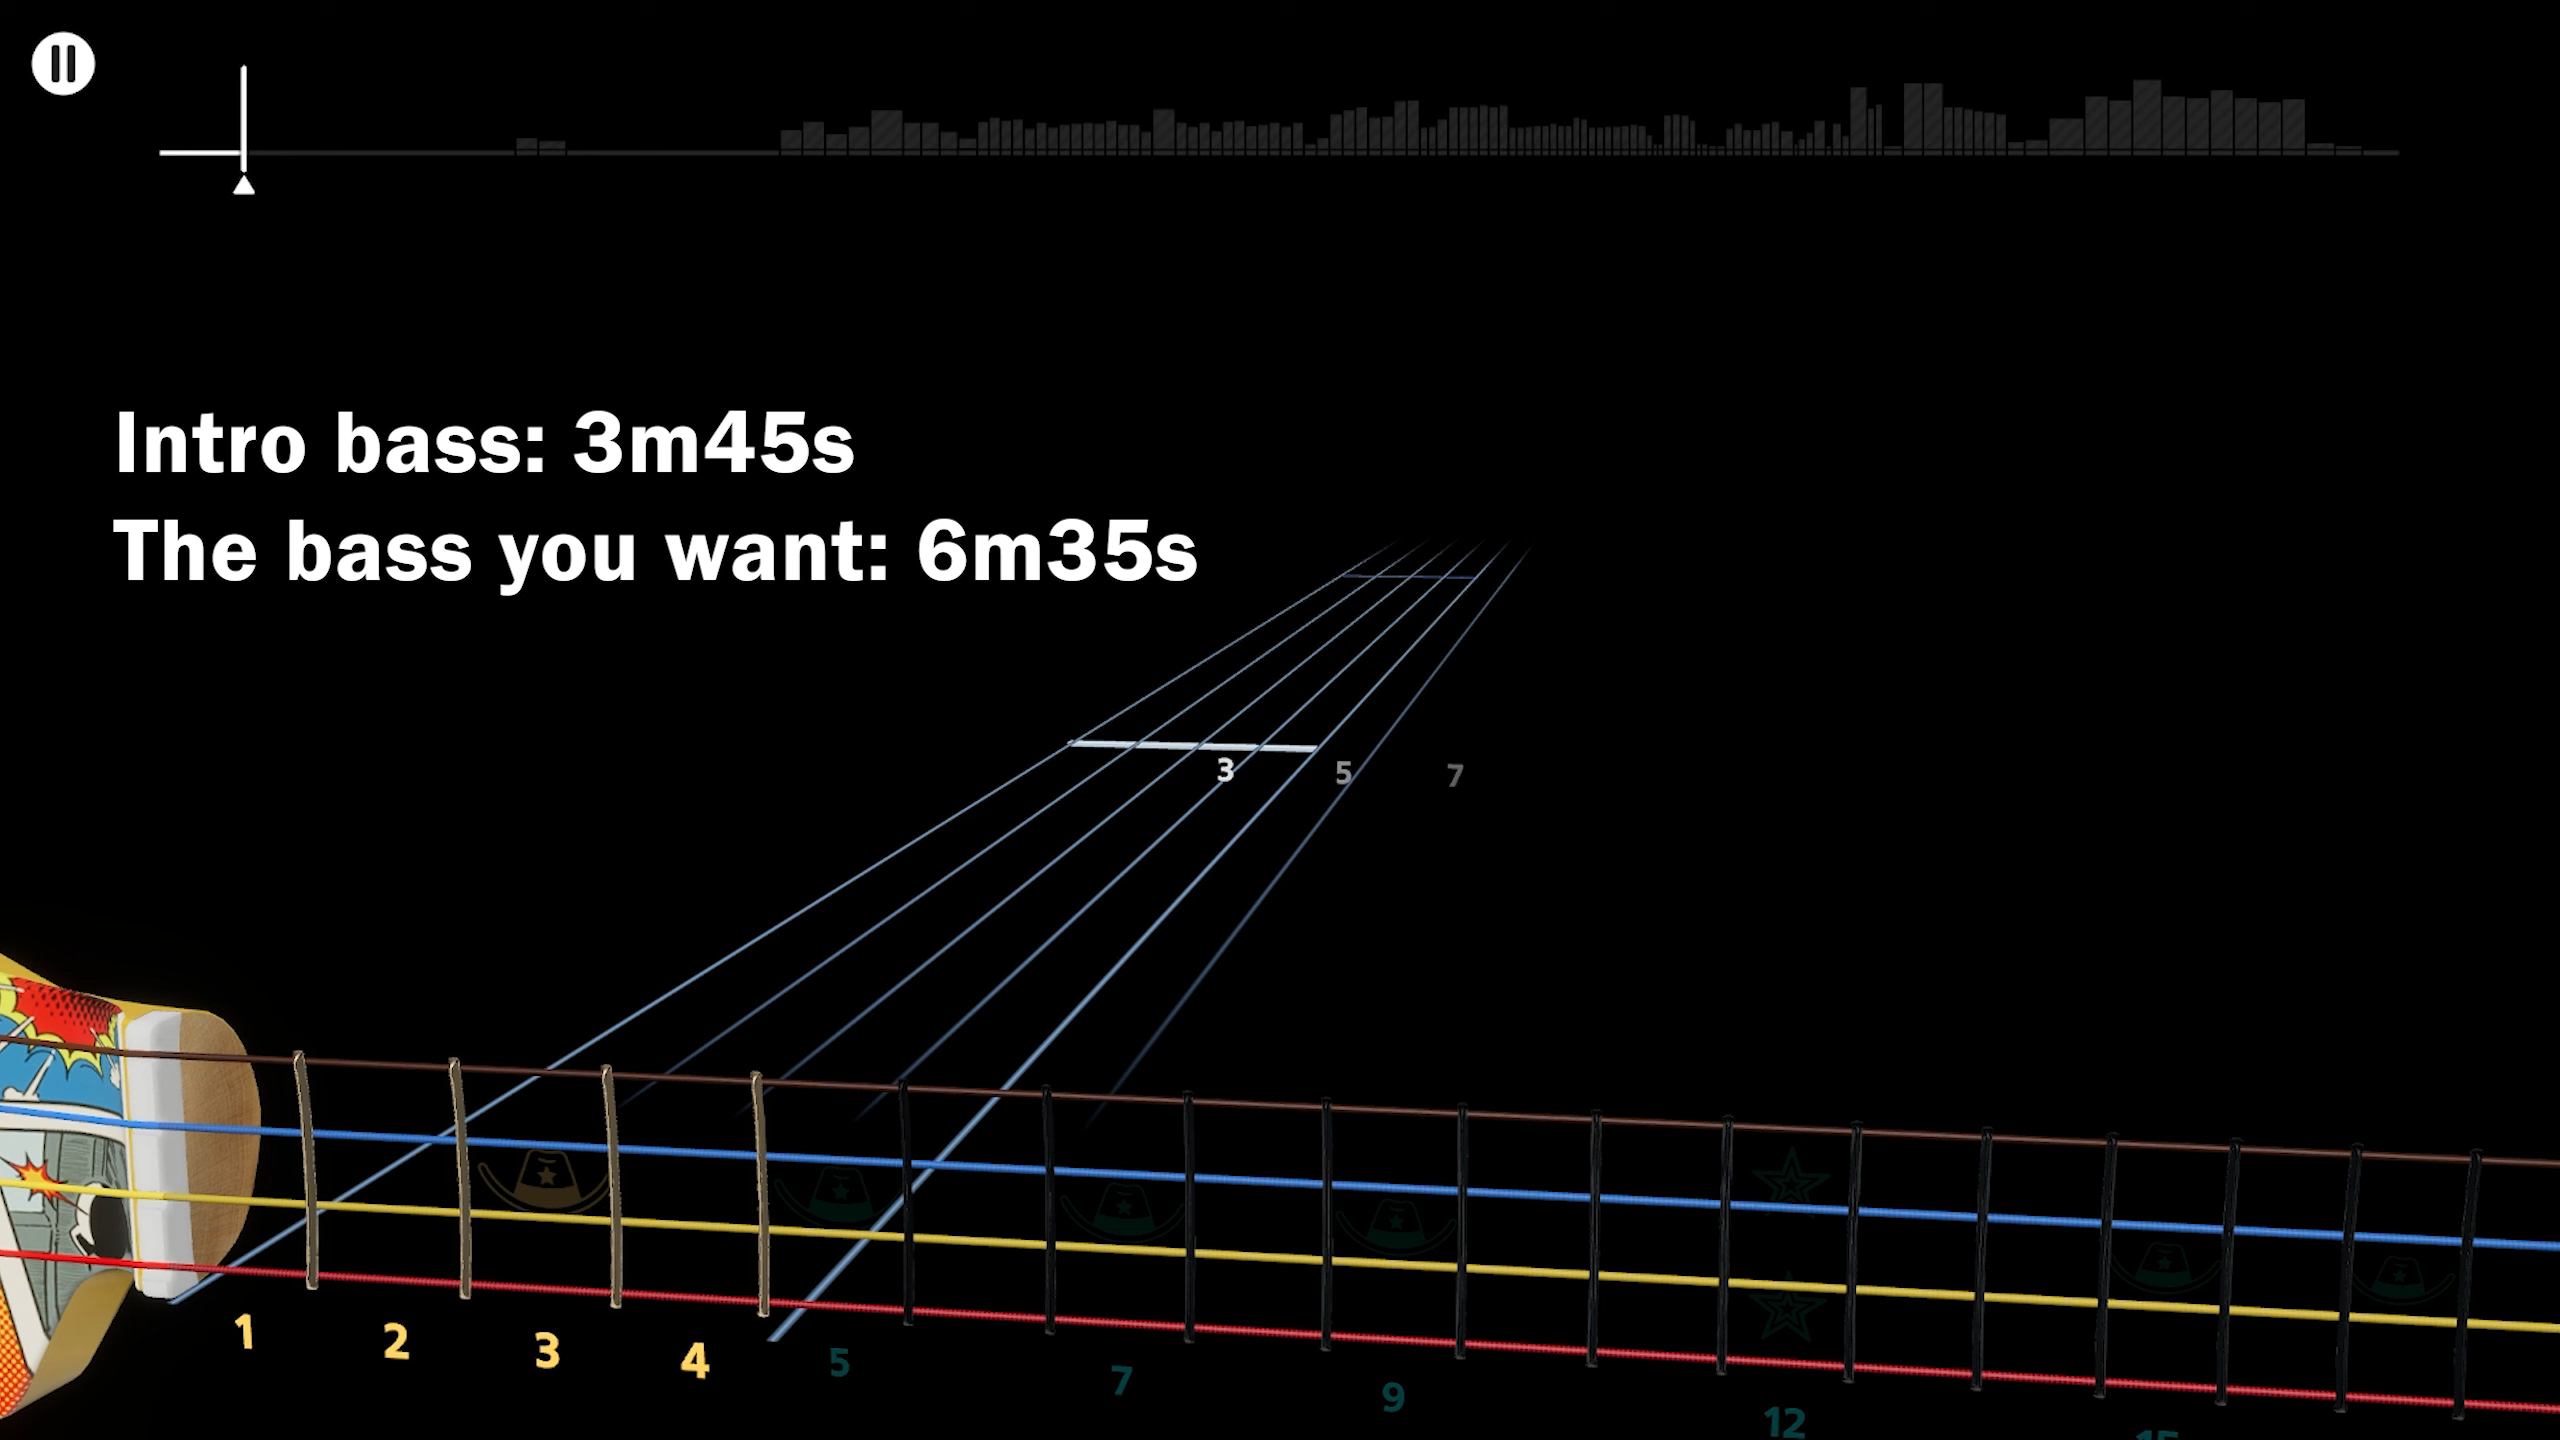 Intro bass: 3m45s
The bass you want: 6m35s
3 5 7
1 2 3 4 5 7 9 12